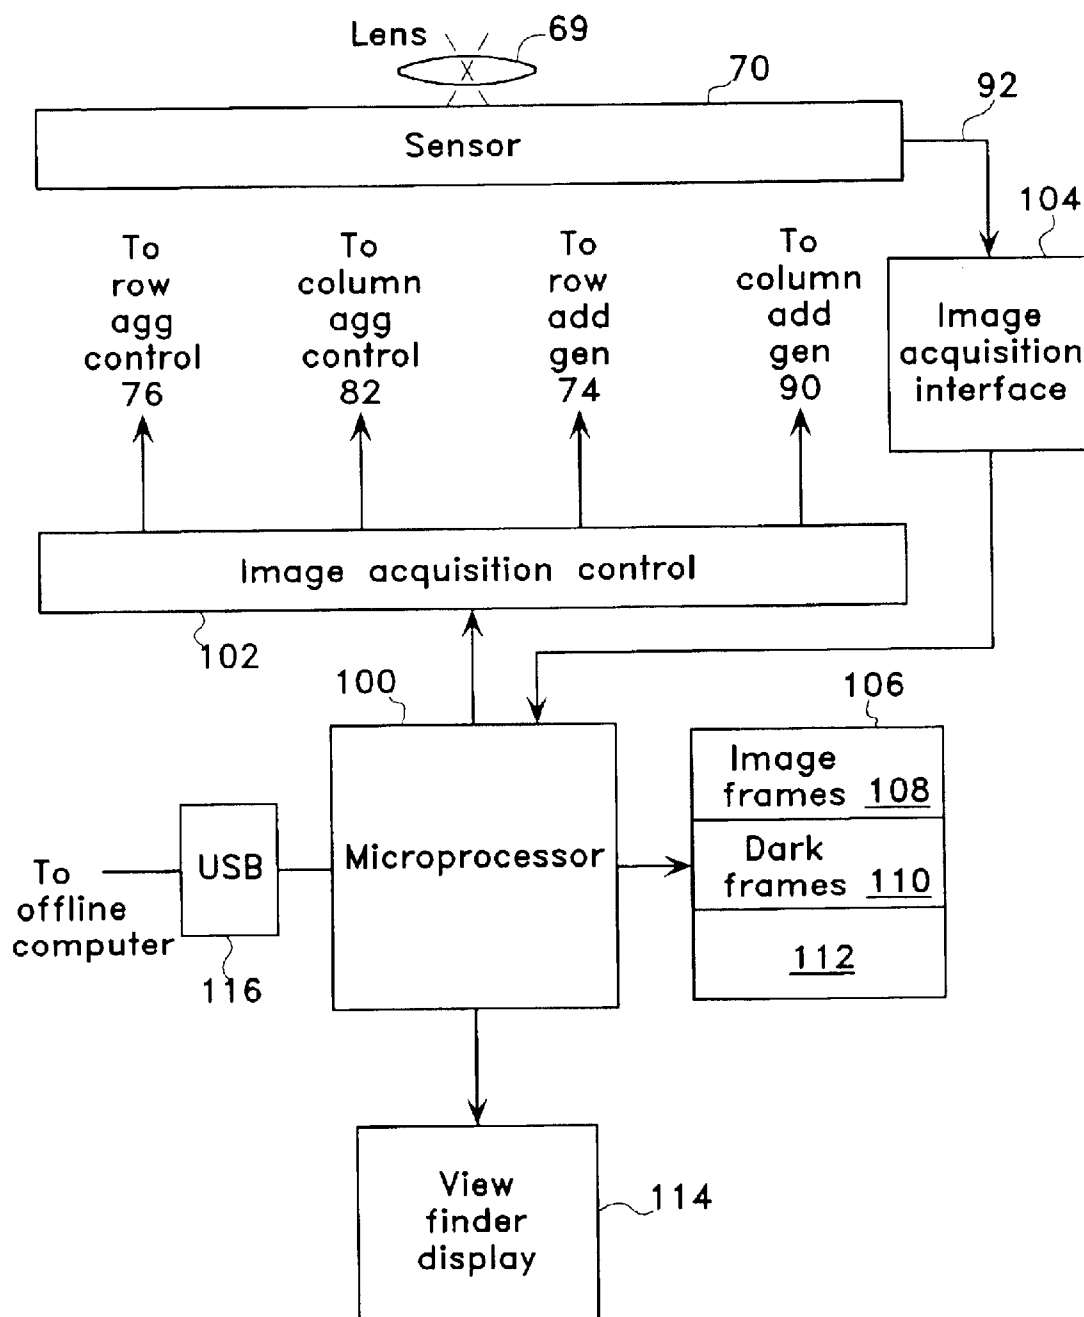 Lens
69
70
92
Sensor
104
To
row
agg
control
76
To
column
agg
control
82
To
row
add
gen
74
To
column
add
gen
90
Image
acquisition
interface
Image acquisition control
102
100
106
Microprocessor
Image
frames 108
Dark
frames 110
112
USB
To
offline
computer
116
View
finder
display
114